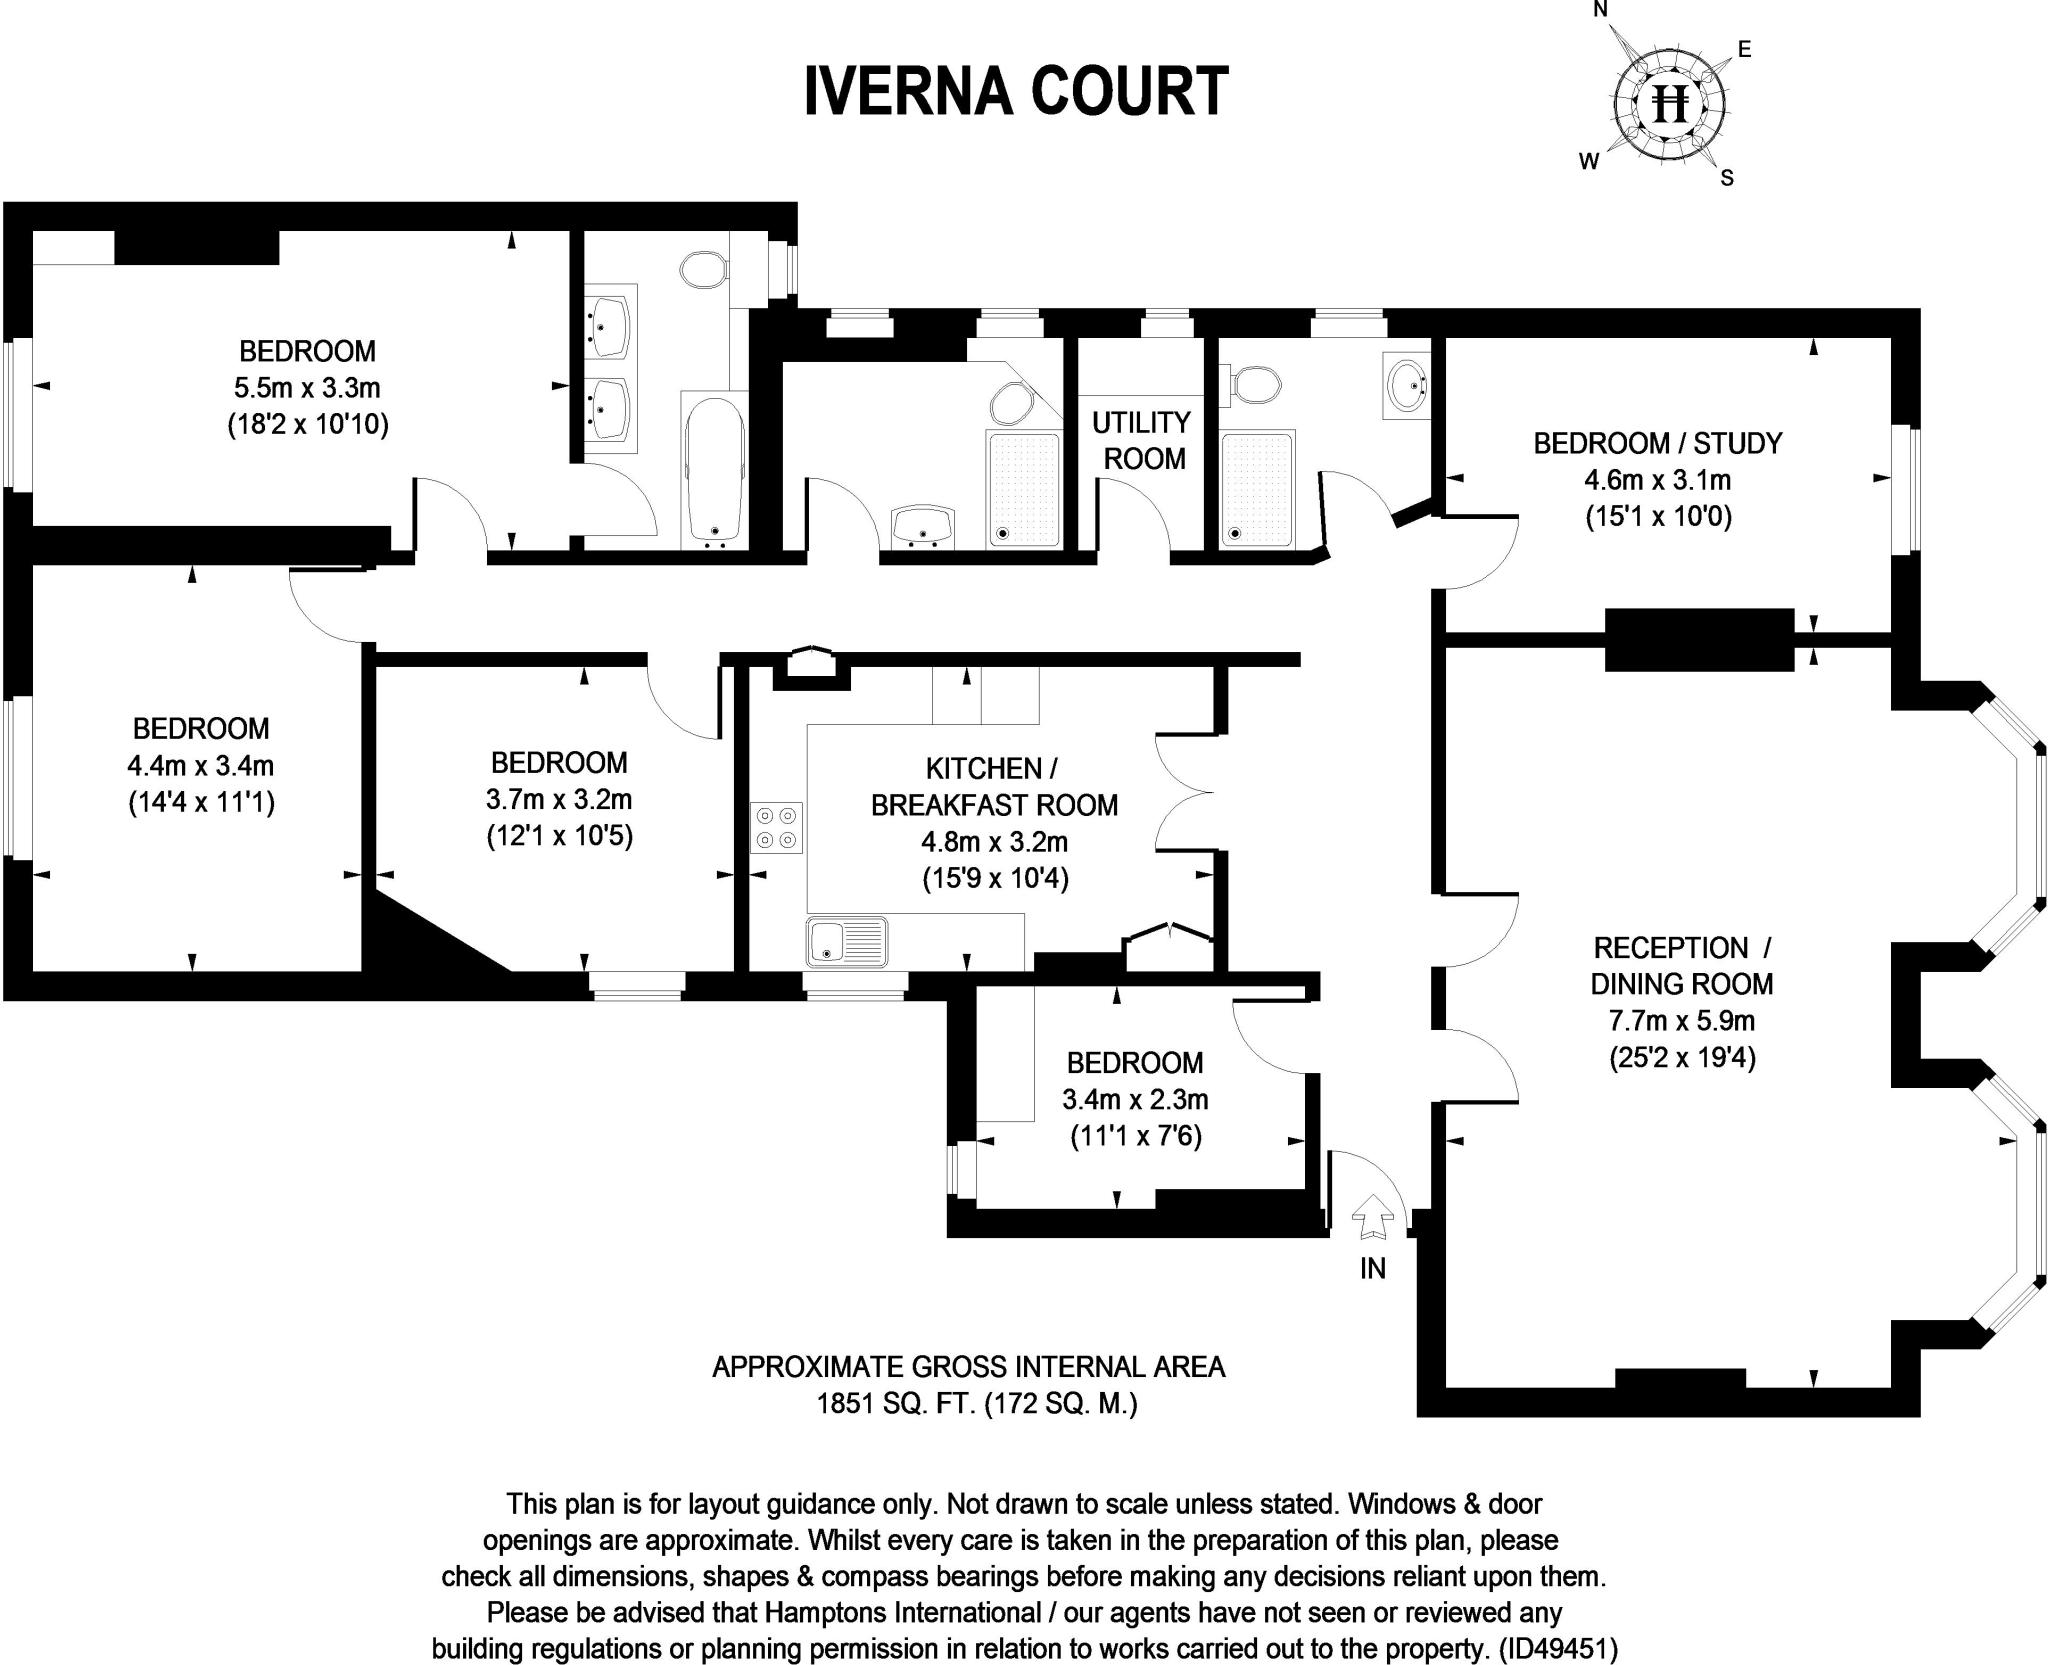 N
E
IVERNA COURT
H
W
S
BEDROOM
5.5m x 3.3m
(18'2 x 10'10)
UTILITY
ROOM
BEDROOM / STUDY
4.6m x 3.1m
(15'1 x 10'0)
BEDROOM
4.4m x 3.4m
(14'4 x 11'1)
BEDROOM
3.7m x 3.2m
(12'1 x 10'5)
KITCHEN /
BREAKFAST ROOM
4.8m x 3.2m
(15'9 x 10'4)
RECEPTION /
DINING ROOM
7.7m x 5.9m
(25'2 x 19'4)
BEDROOM
3.4m x 2.3m
(11'1 x 7'6)
IN
APPROXIMATE GROSS INTERNAL AREA
1851 SQ. FT. (172 SQ. M.)
This plan is for layout guidance only. Not drawn to scale unless stated. Windows & door
openings are approximate. Whilst every care is taken in the preparation of this plan, please
check all dimensions, shapes & compass bearings before making any decisions reliant upon them.
Please be advised that Hamptons International / our agents have not seen or reviewed any
building regulations or planning permission in relation to works carried out to the property. (ID49451)